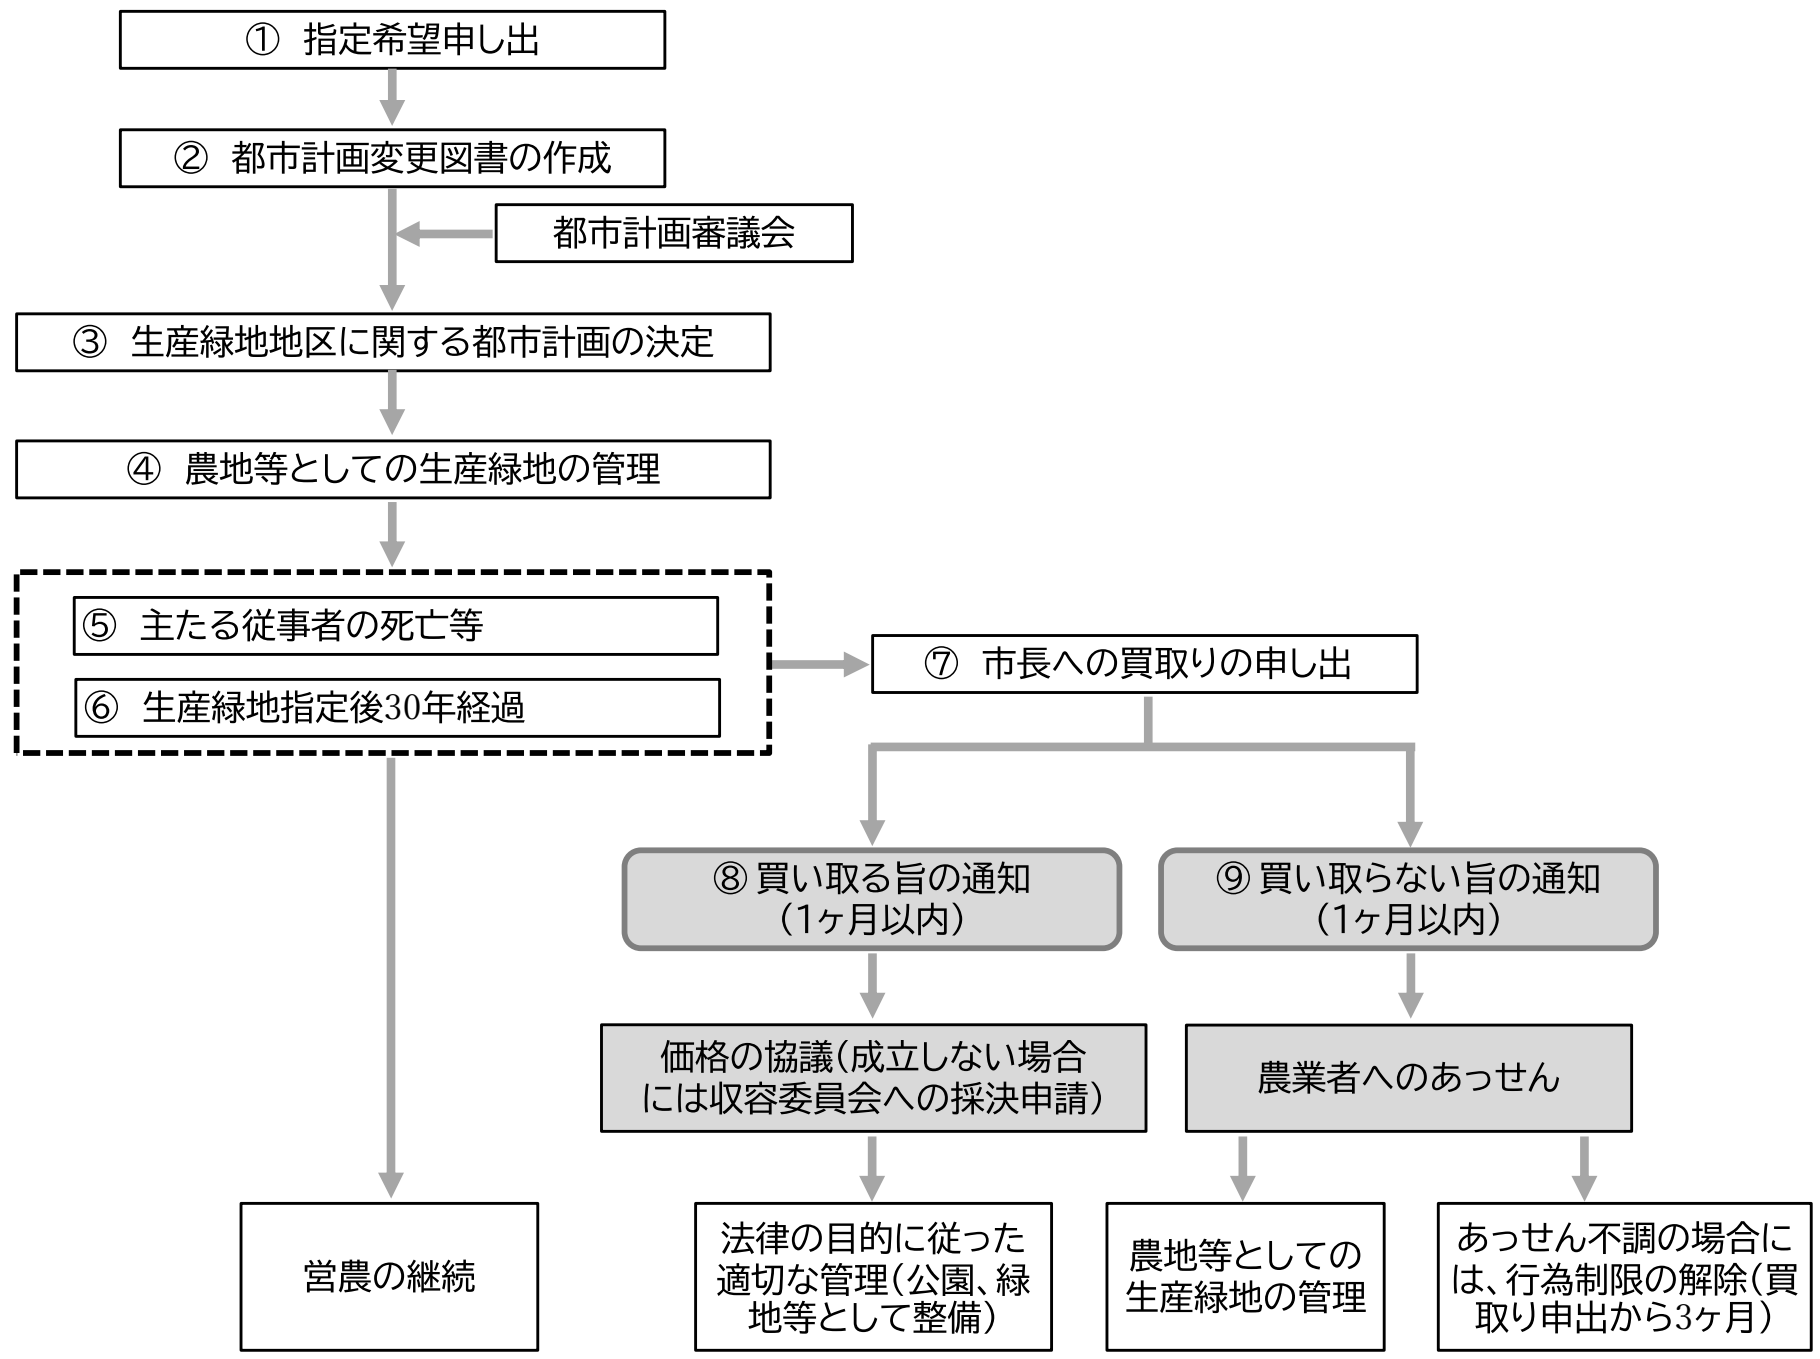 ① 指定希望申し出
② 都市計画変更図書の作成
都市計画審議会
③ 生産緑地地区に関する都市計画の決定
④ 農地等としての生産緑地の管理
⑤ 主たる従事者の死亡等
⑥ 生産緑地指定後30年経過
⑦ 市長への買取りの申し出
⑧ 買い取る旨の通知
(1ヶ月以内)
⑨ 買い取らない旨の通知
(1ヶ月以内)
価格の協議(成立しない場合
には収容委員会への採決申請)
農業者へのあっせん
営農の継続
法律の目的に従った
適切な管理(公園、緑
地等として整備)
農地等としての
生産緑地の管理
あっせん不調の場合に
は、行為制限の解除(買
取り申出から3ヶ月)